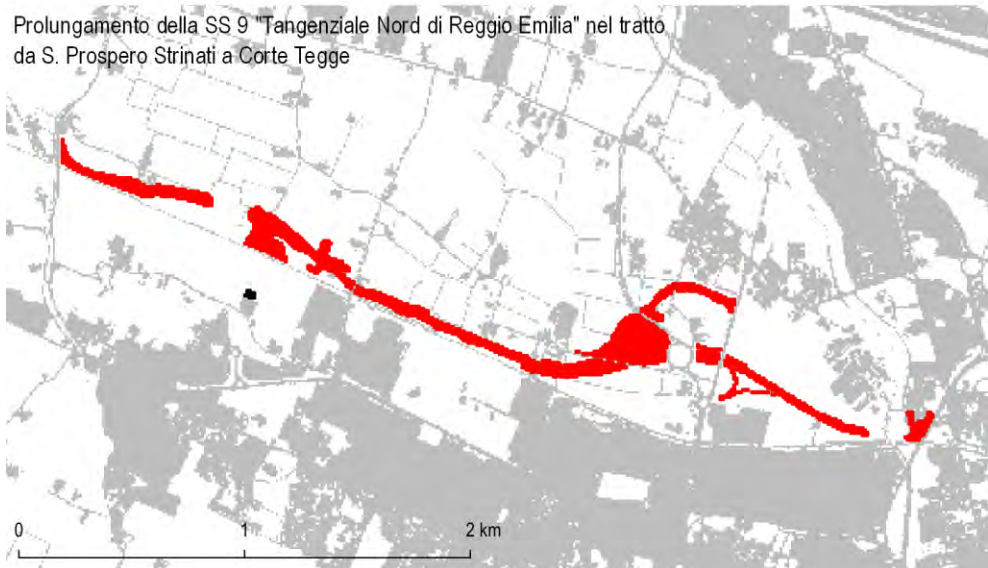 Prolungamento della SS 9 "Tangenziale Nord di Reggio Emilia" nel tratto
da S. Prospero Strinati a Corte Tegge
0 1 2 km